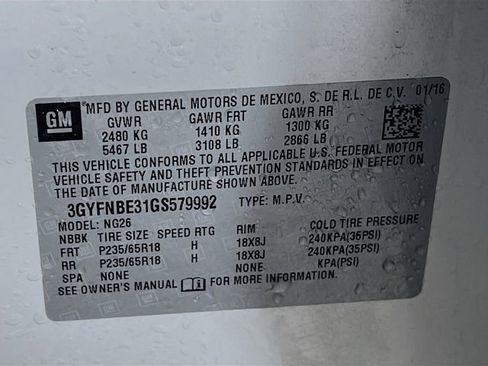 GM
MFD BY GENERAL MOTORS DE MEXICO, S. DE R.L. DE C.V. 01/16
GVWR GAWR FRT GAWR RR
2480 KG 1410 KG 1300 KG
5467 LB 3108 LB 2866 LB
THIS VEHICLE CONFORMS TO ALL APPLICABLE U.S. FEDERAL MOTOR
VEHICLE SAFETY AND THEFT PREVENTION STANDARDS IN EFFECT ON
THE DATE OF MANUFACTURE SHOWN ABOVE.
3GYFNBE31GS579992 TYPE: M.P.V.
MODEL: NG26
NBBK TIRE SIZE SPEED RTG RIM COLD TIRE PRESSURE
FRT P235/65R18 H 18X8J 240KPA(35PSI)
RR P235/65R18 H 18X8J 240KPA(35PSI)
SPA NONE NONE KPA(PSI)
SEE OWNER'S MANUAL FOR MORE INFORMATION.